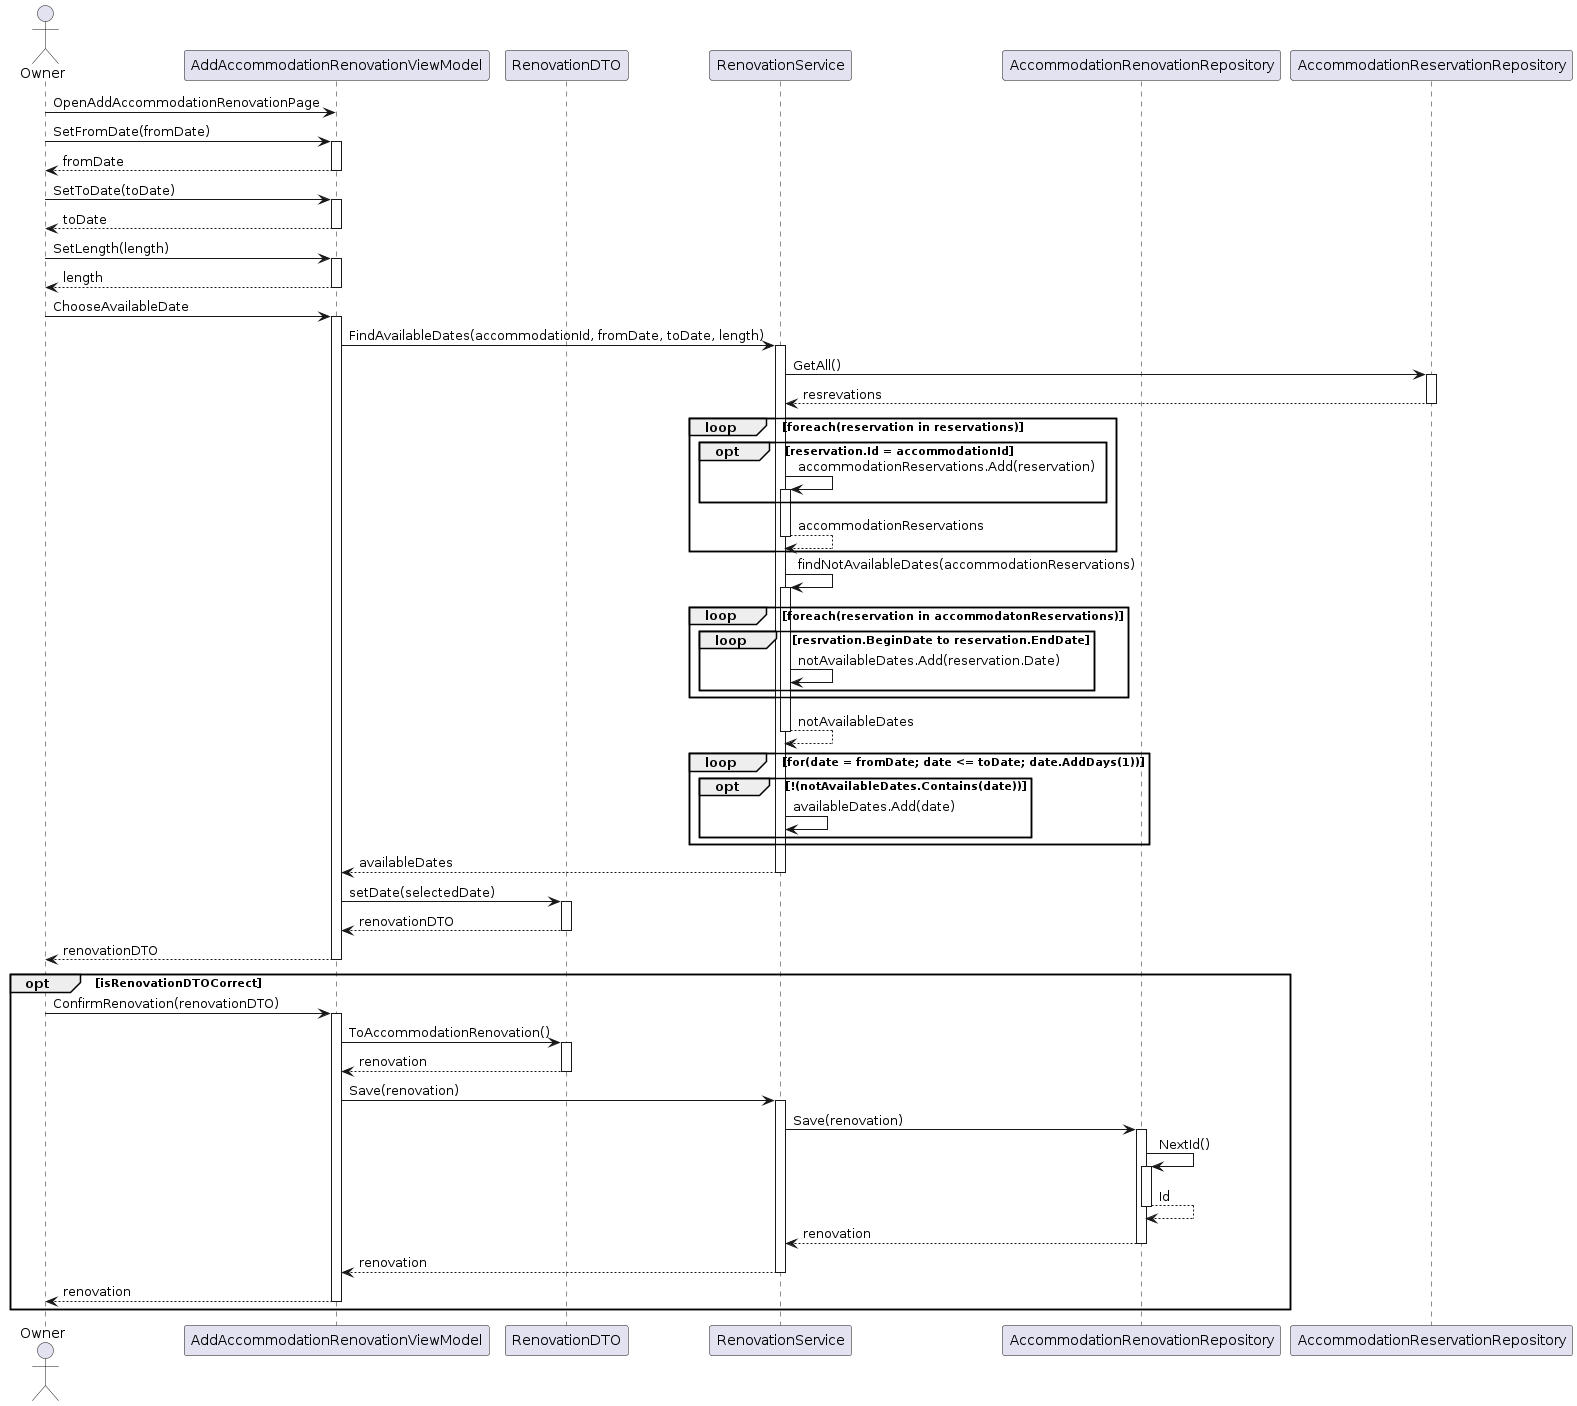 Owner
AddAccommodationRenovationViewModel
RenovationDTO
RenovationService
AccommodationRenovationRepository
AccommodationReservationRepository
OpenAddAccommodationRenovationPage
SetFromDate(fromDate)
fromDate
SetToDate(toDate)
toDate
SetLength(length)
length
ChooseAvailableDate
FindAvailableDates(accommodationId, fromDate, toDate, length)
GetAll()
resrevations
loop [foreach(reservation in reservations)]
opt [reservation.Id = accommodationId]
accommodationReservations.Add(reservation)
accommodationReservations
findNotAvailableDates(accommodationReservations)
loop [foreach(reservation in accommodatonReservations)]
loop [resrvation.BeginDate to reservation.EndDate]
notAvailableDates.Add(reservation.Date)
notAvailableDates
loop [for(date = fromDate; date <= toDate; date.AddDays(1))]
opt [!(notAvailableDates.Contains(date))]
availableDates.Add(date)
availableDates
setDate(selectedDate)
renovationDTO
renovationDTO
opt [isRenovationDTOCorrect]
ConfirmRenovation(renovationDTO)
ToAccommodationRenovation()
renovation
Save(renovation)
Save(renovation)
NextId()
Id
renovation
renovation
renovation
Owner
AddAccommodationRenovationViewModel
RenovationDTO
RenovationService
AccommodationRenovationRepository
AccommodationReservationRepository